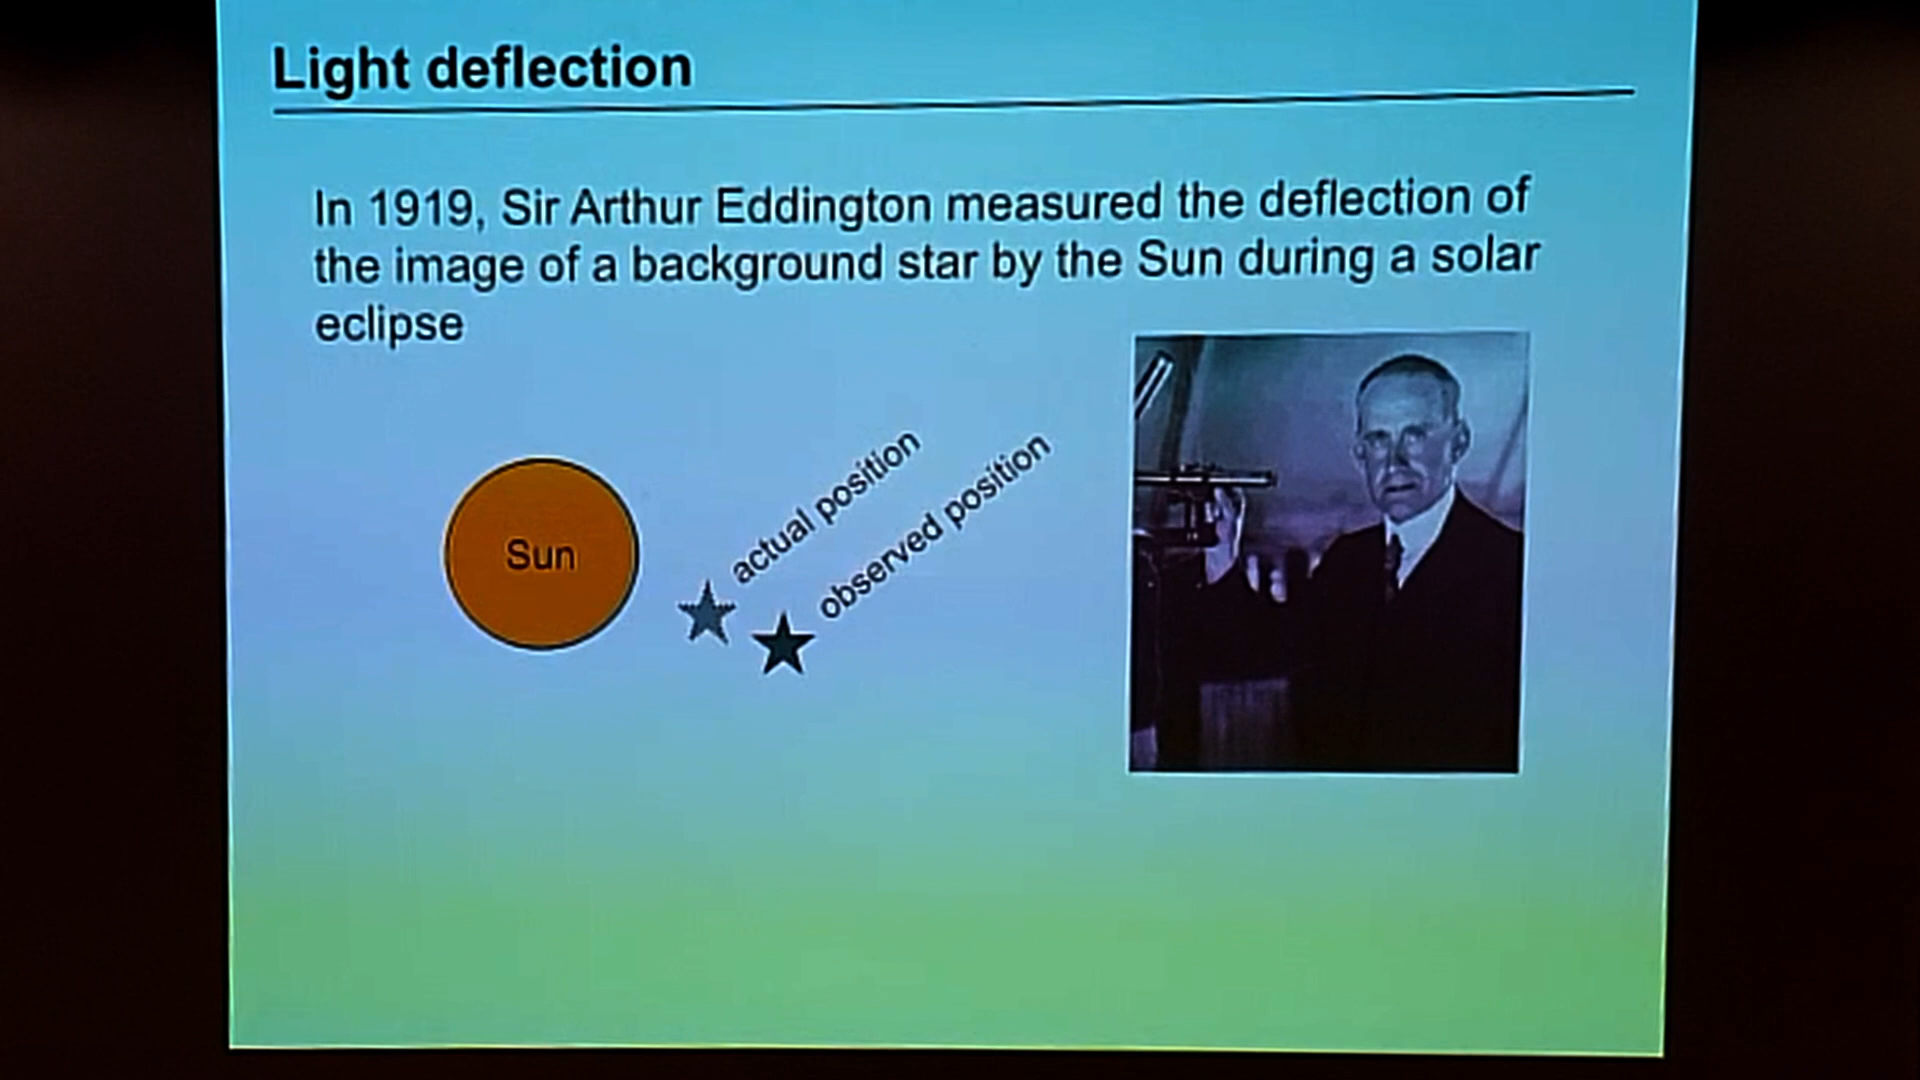 Light deflection
In 1919, Sir Arthur Eddington measured the deflection of
the image of a background star by the Sun during a solar
eclipse
Sun
actual position
observed position